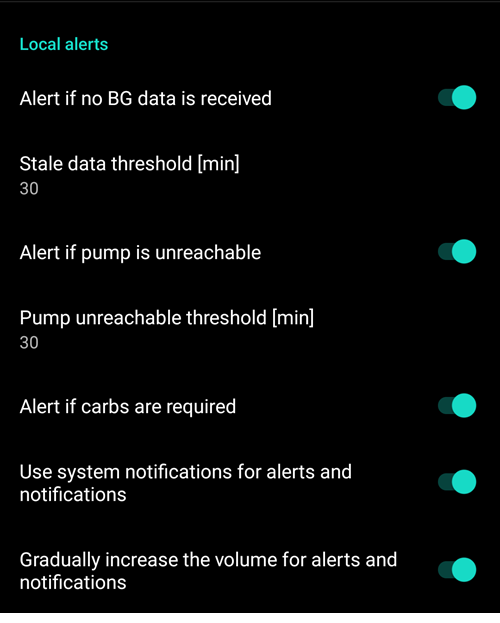 Local alerts
Alert if no BG data is received
Stale data threshold [min]
30
Alert if pump is unreachable
Pump unreachable threshold [min]
30
Alert if carbs are required
Use system notifications for alerts and
notifications
Gradually increase the volume for alerts and
notifications